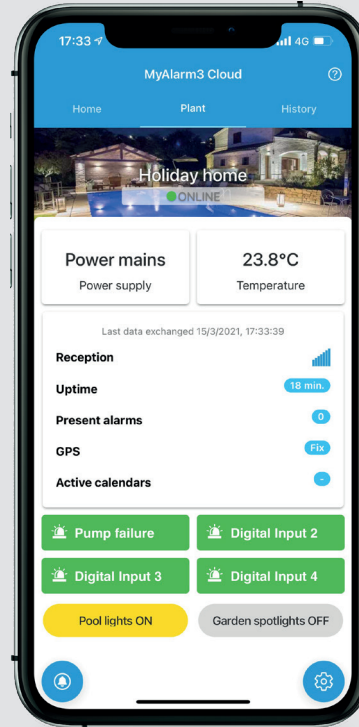 17:33
4G
MyAlarm3 Cloud
?
Home Plant History
Holiday home
ONLINE
Power mains
Power supply
23.8°C
Temperature
Last data exchanged 15/3/2021, 17:33:39
Reception
Uptime 18 min.
Present alarms 0
GPS Fix
Active calendars -
Pump failure
Digital Input 2
Digital Input 3
Digital Input 4
Pool lights ON
Garden spotlights OFF